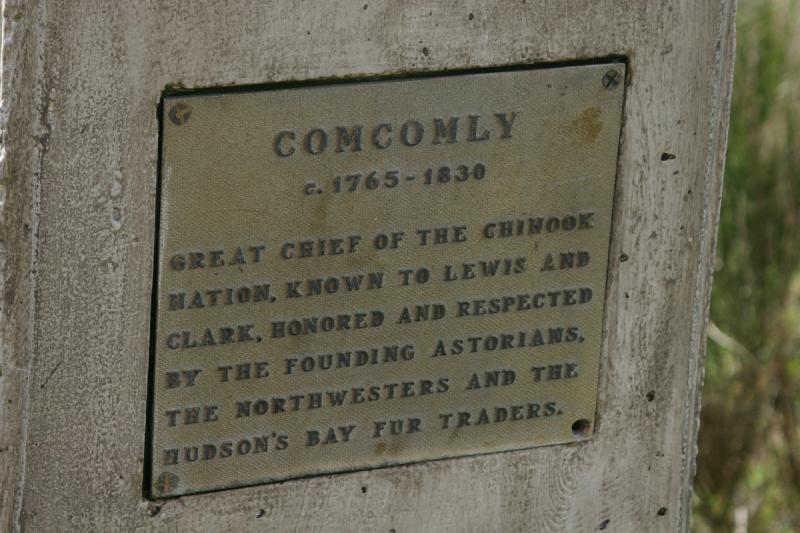 COMCOMLY
c. 1765-1830
GREAT CHIEF OF THE CHINOOK
NATION, KNOWN TO LEWIS AND
CLARK, HONORED AND RESPECTED
BY THE FOUNDING ASTORIANS,
THE NORTHWESTERS AND THE
HUDSON'S BAY FUR TRADERS.